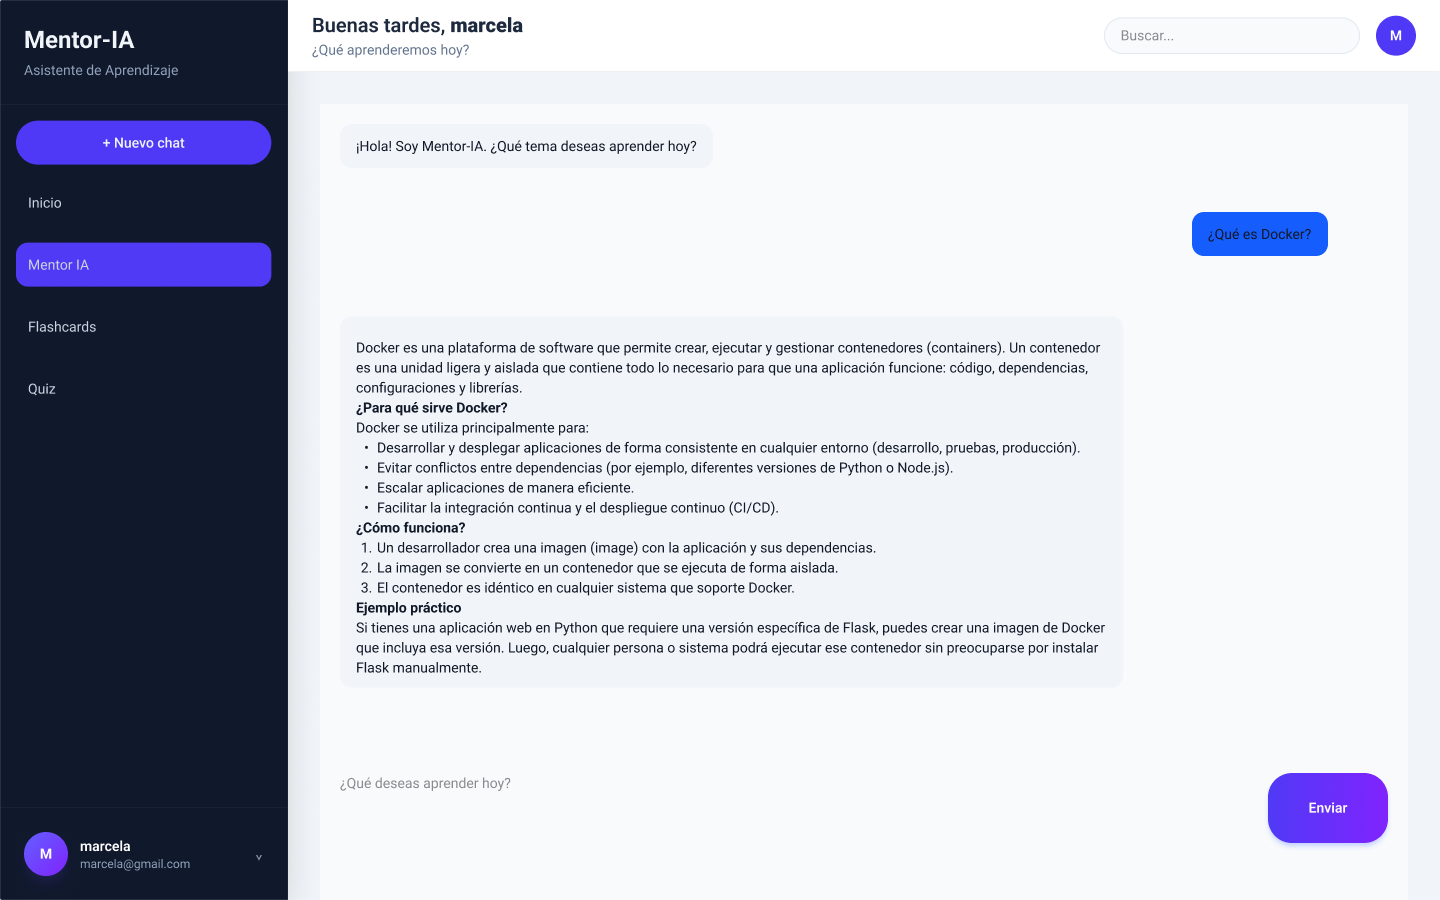 Mentor-IA
Asistente de Aprendizaje
+ Nuevo chat
Inicio
Mentor IA
Flashcards
Quiz
M
marcela
marcela@gmail.com
v
Buenas tardes, marcela
¿Qué aprenderemos hoy?
Buscar...
M
¡Hola! Soy Mentor-IA. ¿Qué tema deseas aprender hoy?
¿Qué es Docker?
Docker es una plataforma de software que permite crear, ejecutar y gestionar contenedores (containers). Un contenedor
es una unidad ligera y aislada que contiene todo lo necesario para que una aplicación funcione: código, dependencias,
configuraciones y librerías.
¿Para qué sirve Docker?
Docker se utiliza principalmente para:
• Desarrollar y desplegar aplicaciones de forma consistente en cualquier entorno (desarrollo, pruebas, producción).
• Evitar conflictos entre dependencias (por ejemplo, diferentes versiones de Python o Node.js).
• Escalar aplicaciones de manera eficiente.
• Facilitar la integración continua y el despliegue continuo (CI/CD).
¿Cómo funciona?
1. Un desarrollador crea una imagen (image) con la aplicación y sus dependencias.
2. La imagen se convierte en un contenedor que se ejecuta de forma aislada.
3. El contenedor es idéntico en cualquier sistema que soporte Docker.
Ejemplo práctico
Si tienes una aplicación web en Python que requiere una versión específica de Flask, puedes crear una imagen de Docker
que incluya esa versión. Luego, cualquier persona o sistema podrá ejecutar ese contenedor sin preocuparse por instalar
Flask manualmente.
¿Qué deseas aprender hoy?
Enviar